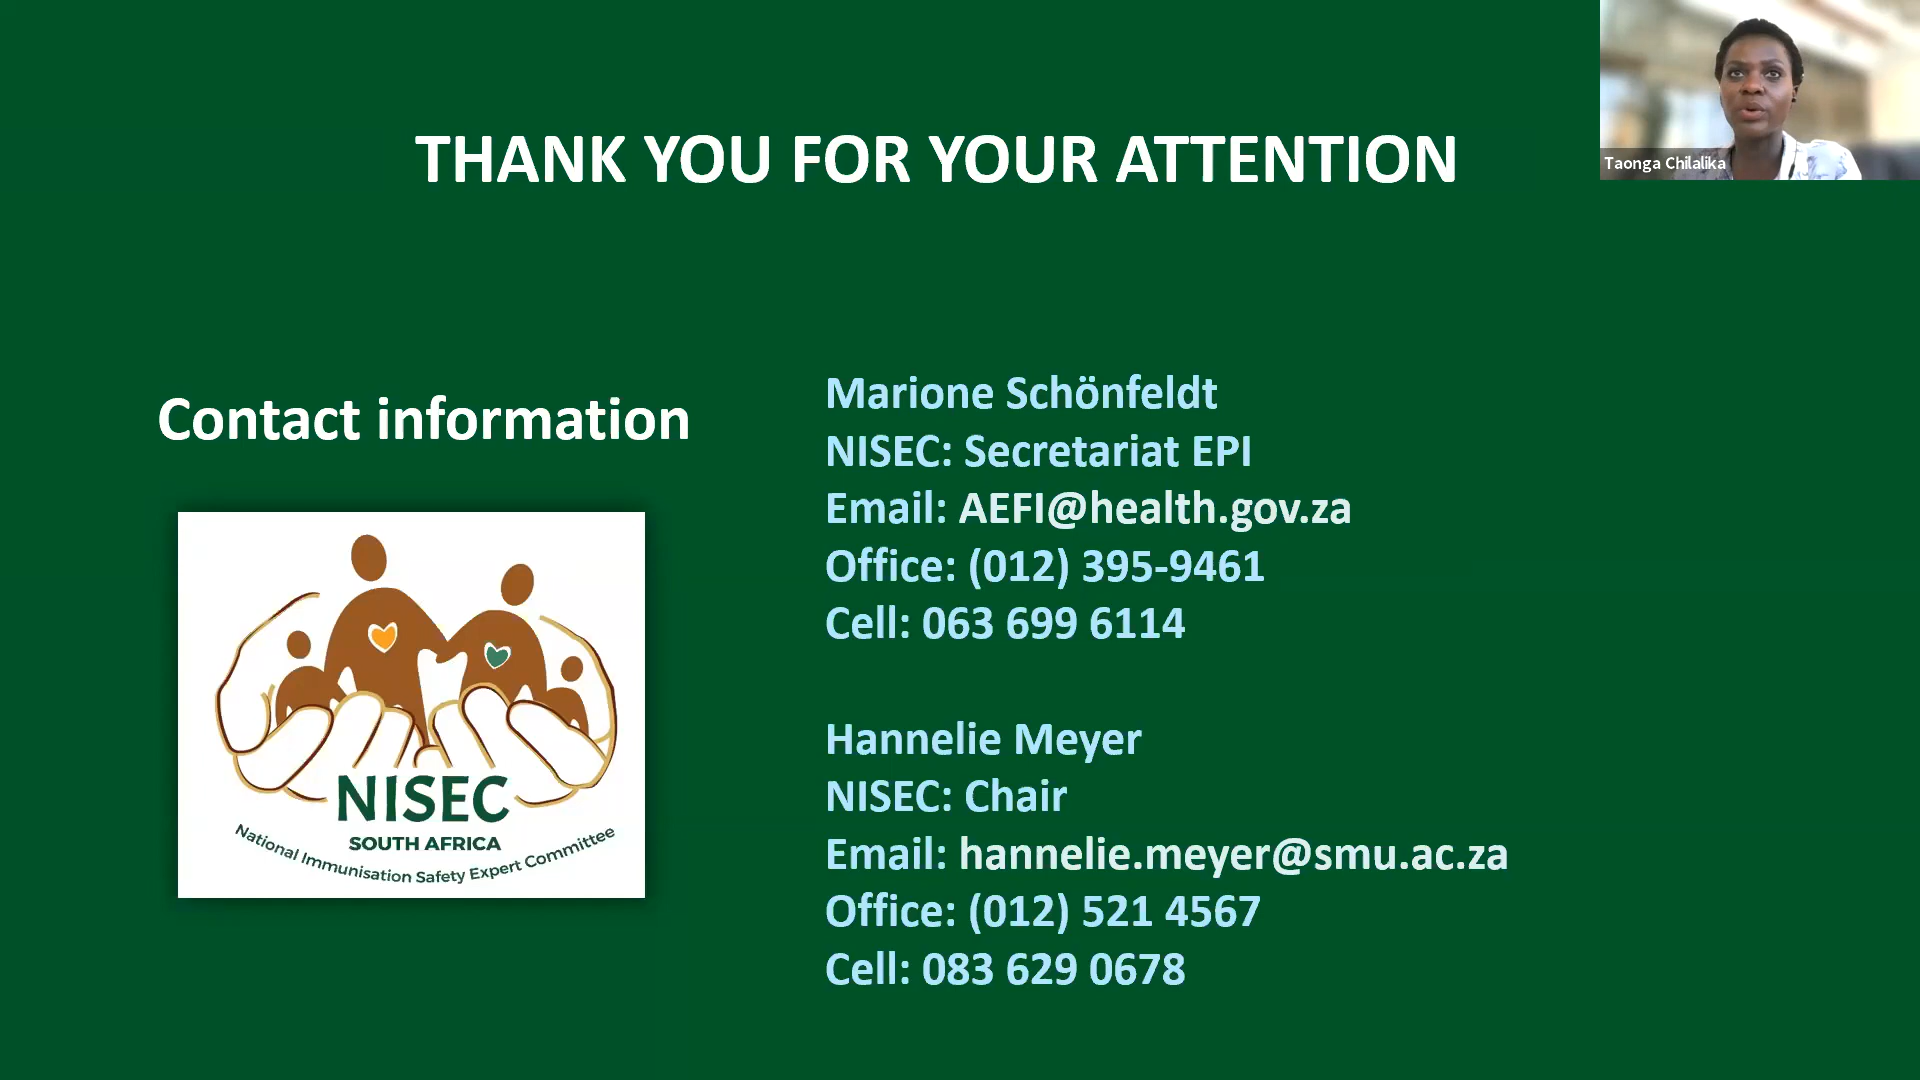 THANK YOU FOR YOUR ATTENTION
Taonga Chilalika
Contact information
NISEC
SOUTH AFRICA
National Immunisation Safety Expert Committee
Marione Schönfeldt
NISEC: Secretariat EPI
Email: AEFI@health.gov.za
Office: (012) 395-9461
Cell: 063 699 6114
Hannelie Meyer
NISEC: Chair
Email: hannelie.meyer@smu.ac.za
Office: (012) 521 4567
Cell: 083 629 0678